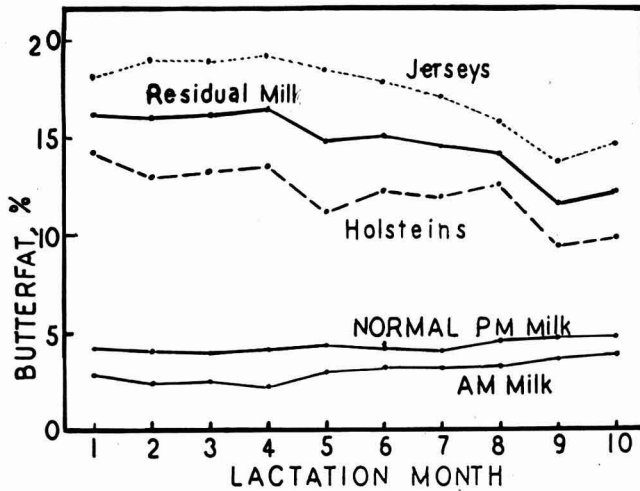 20
Jerseys
Residual Milk
15
Holsteins
10
NORMAL PM Milk
5
AM Milk
0
1 2 3 4 5 6 7 8 9 10
LACTATION MONTH
BUTTERFAT, %